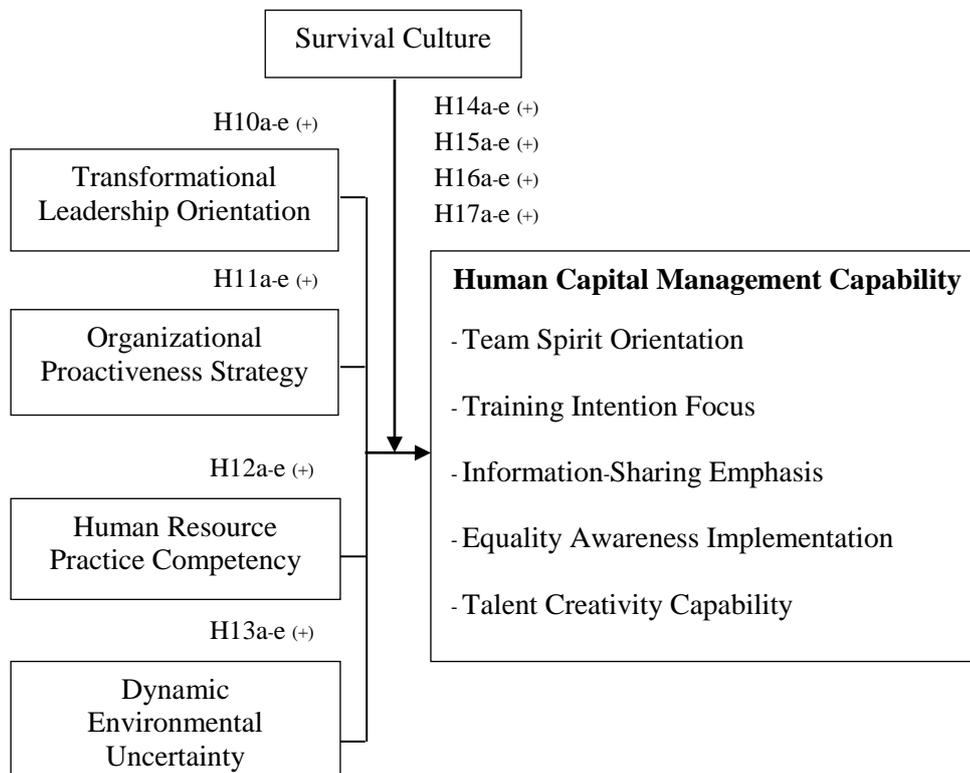 Survival Culture
H10a-e (+)
H14a-e (+)
H15a-e (+)
H16a-e (+)
H17a-e (+)
Transformational
Leadership Orientation
H11a-e (+)
Organizational
Proactiveness Strategy
H12a-e (+)
Human Resource
Practice Competency
H13a-e (+)
Dynamic
Environmental
Uncertainty
Human Capital Management Capability
- Team Spirit Orientation
- Training Intention Focus
- Information-Sharing Emphasis
- Equality Awareness Implementation
- Talent Creativity Capability